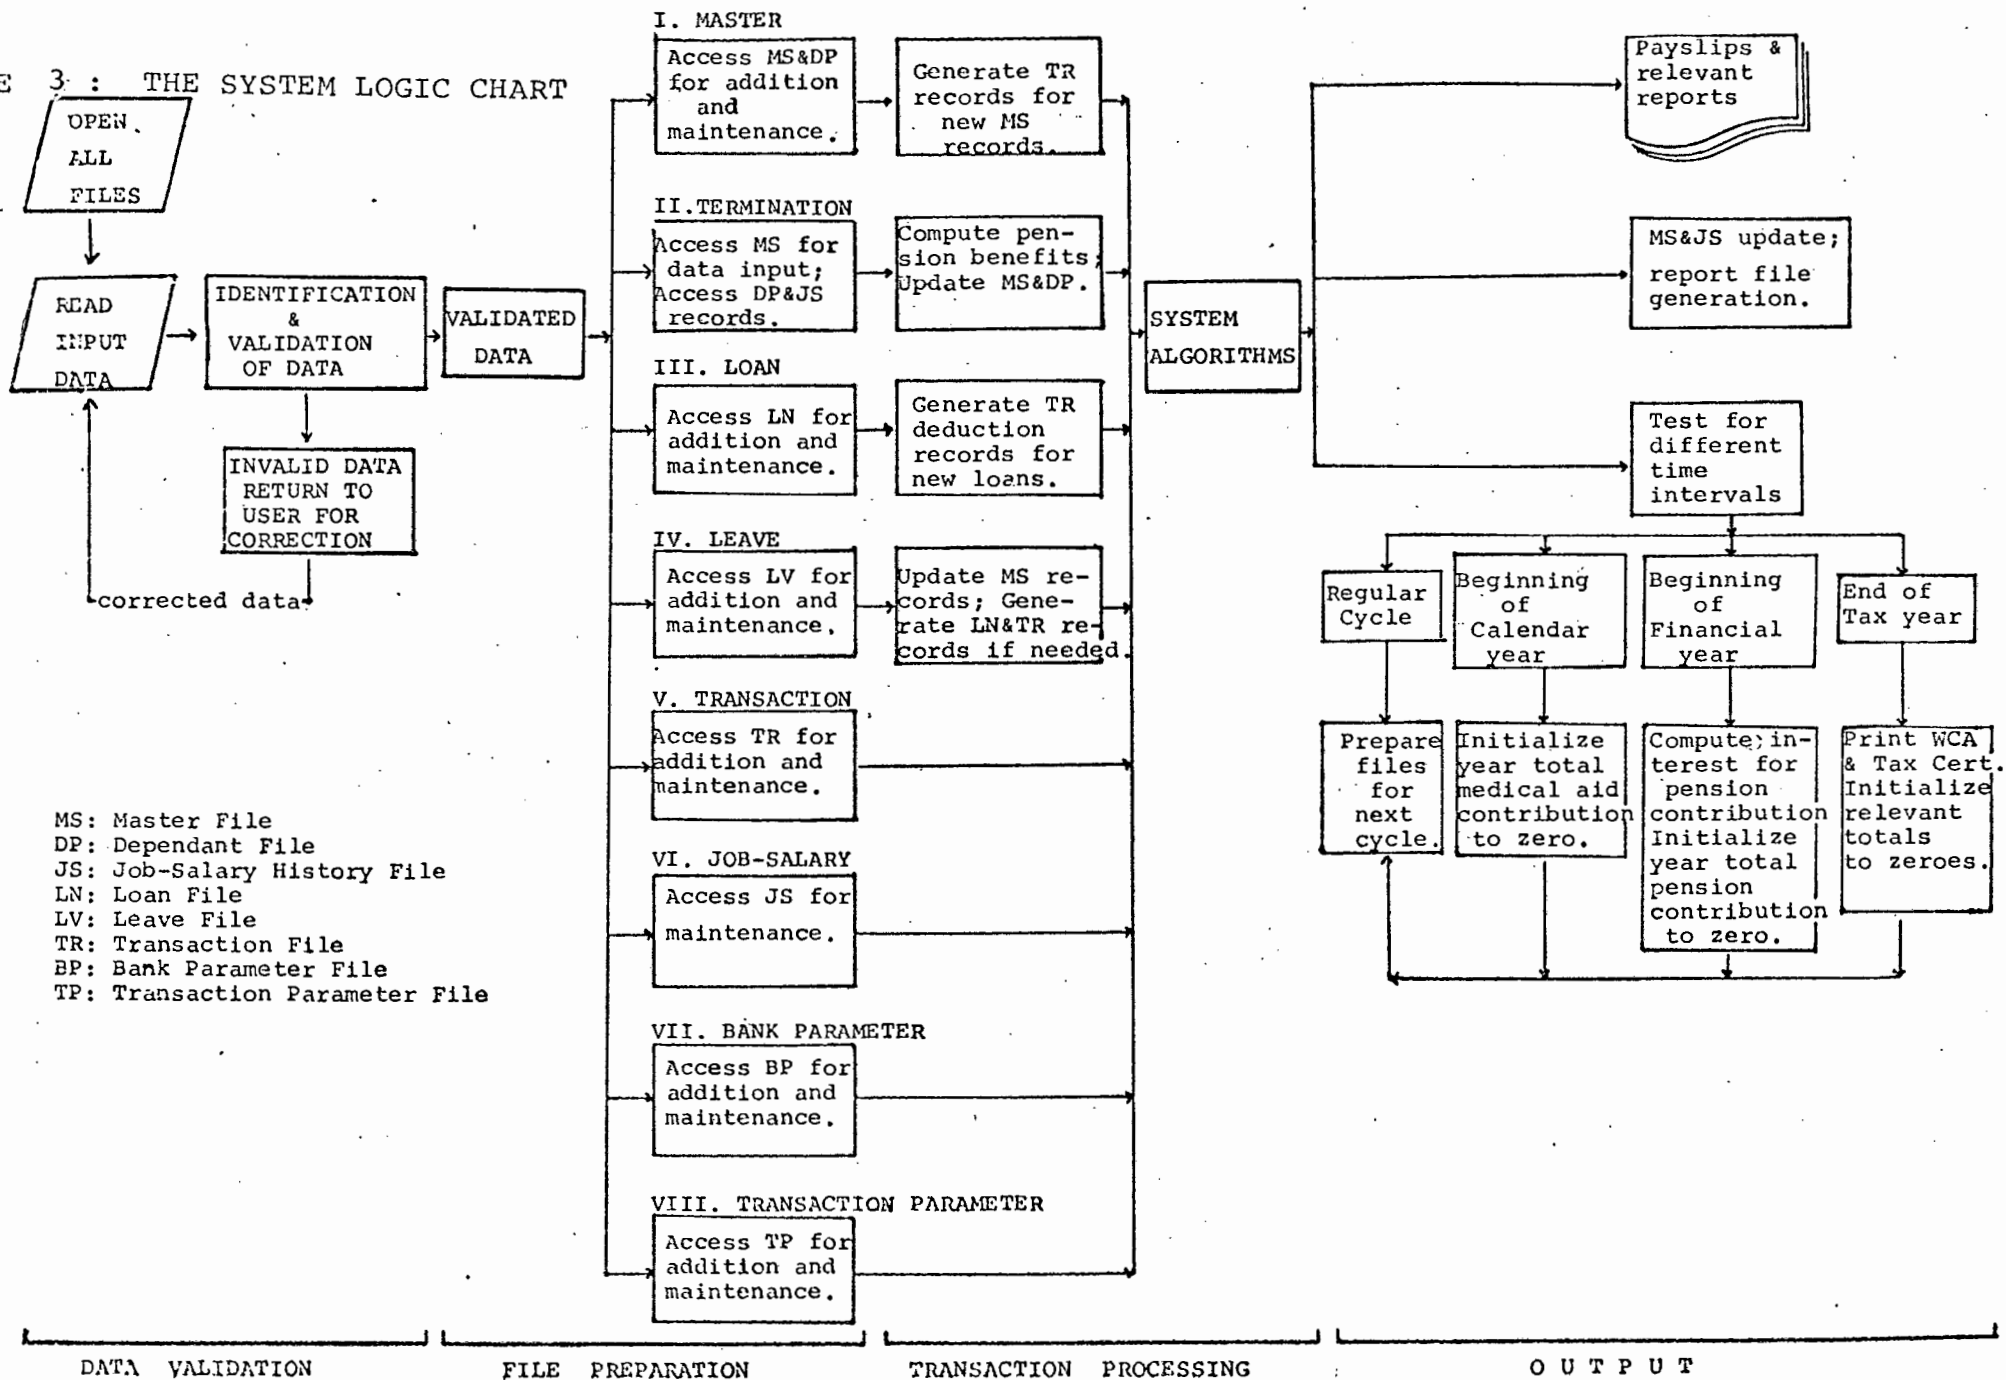 E 3 : THE SYSTEM LOGIC CHART
OPEN
ALL
FILES
READ
INPUT
DATA
IDENTIFICATION
&
VALIDATION
OF DATA
INVALID DATA
RETURN TO
USER FOR
CORRECTION
corrected data
VALIDATED
DATA
MS: Master File
DP: Dependant File
JS: Job-Salary History File
LN: Loan File
LV: Leave File
TR: Transaction File
BP: Bank Parameter File
TP: Transaction Parameter File
I. MASTER
Access MS&DP
for addition
and
maintenance.
Generate TR
records for
new MS
records.
II.TERMINATION
Access MS for
data input;
Access DP&JS
records.
Compute pen-
sion benefits;
Update MS&DP.
III. LOAN
Access LN for
addition and
maintenance.
Generate TR
deduction
records for
new loans.
IV. LEAVE
Access LV for
addition and
maintenance.
Update MS re-
cords; Gene-
rate LN&TR re-
cords if needed.
V. TRANSACTION
Access TR for
addition and
maintenance.
VI. JOB-SALARY
Access JS for
maintenance.
VII. BANK PARAMETER
Access BP for
addition and
maintenance.
VIII. TRANSACTION PARAMETER
Access TP for
addition and
maintenance.
SYSTEM
ALGORITHMS
Payslips &
relevant
reports
MS&JS update;
report file
generation.
Test for
different
time
intervals
Regular
Cycle
Beginning
of
Calendar
year
Beginning
of
Financial
year
End of
Tax year
Prepare
files
for
next
cycle.
Initialize
year total
medical aid
contribution
to zero.
Compute; in-
terest for
pension
contribution
Initialize
year total
pension
contribution
to zero.
Print WCA
& Tax Cert.
Initialize
relevant
totals
to zeroes.
DATA VALIDATION
FILE PREPARATION
TRANSACTION PROCESSING
O U T P U T